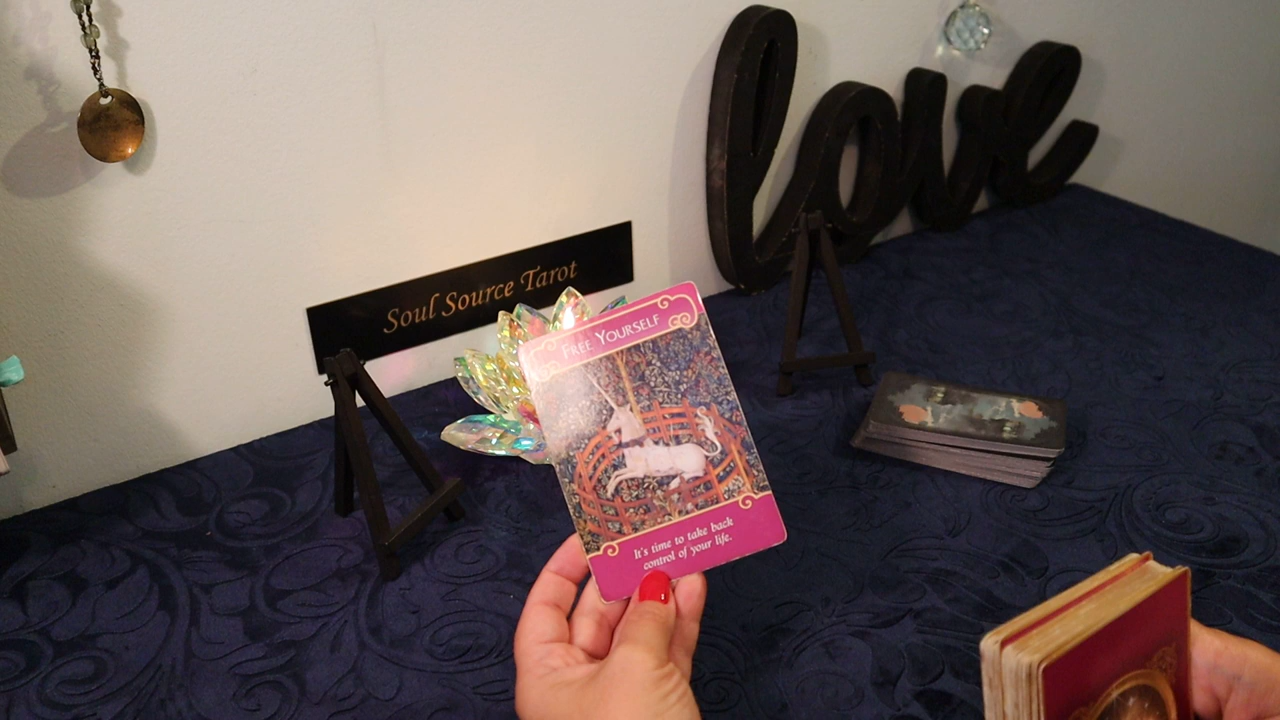 love
Soul Source Tarot
FREE YOURSELF
It's time to take back
control of your life.